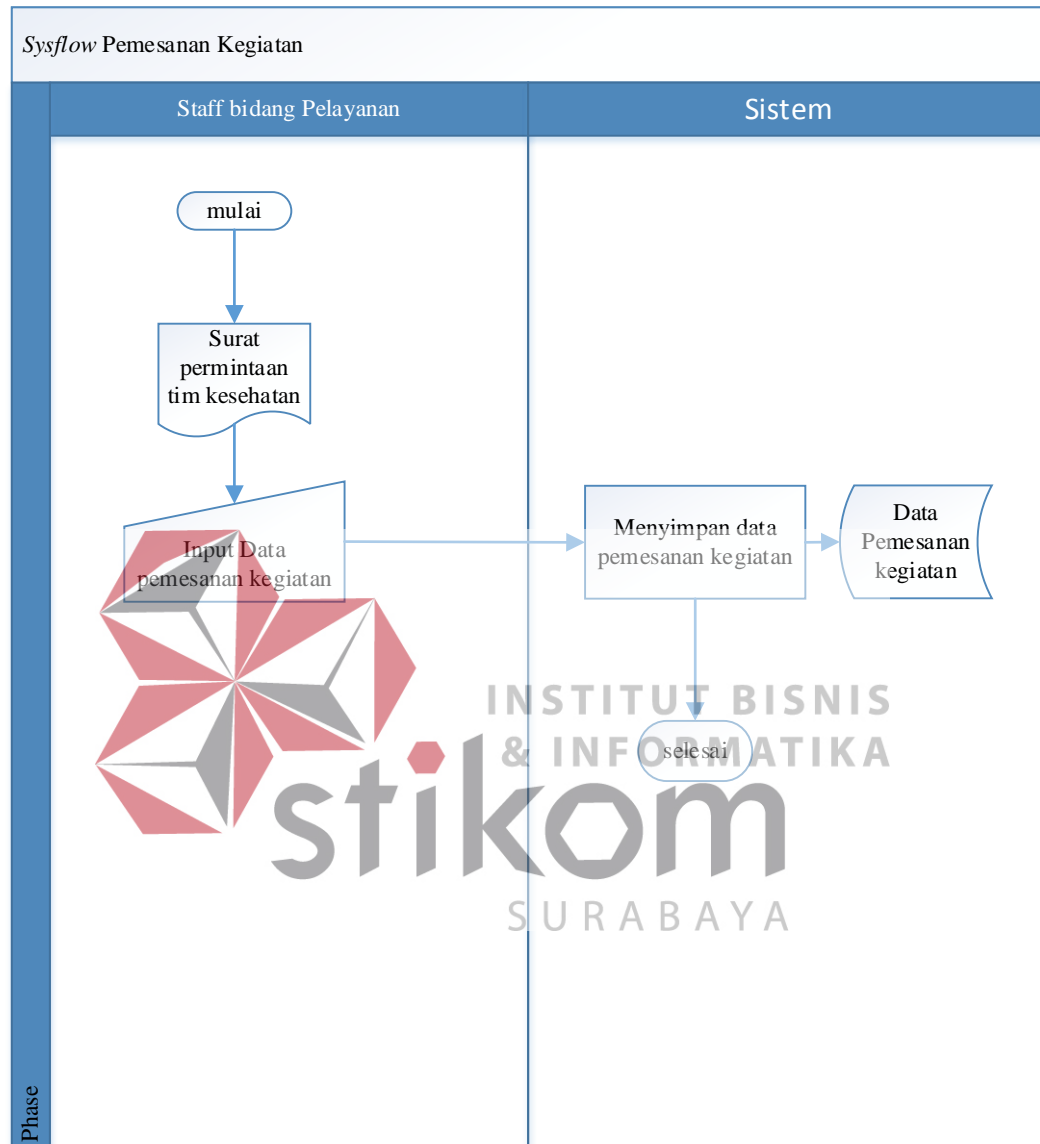 Sysflow Pemesanan Kegiatan
Staff bidang Pelayanan
Sistem
mulai
Surat
permintaan
tim kesehatan
Input Data
pemesanan kegiatan
Menyimpan data
pemesanan kegiatan
Data
Pemesanan
kegiatan
selesai
INSTITUT BISNIS
& INFORMATIKA
stikom
SURABAYA
Phase